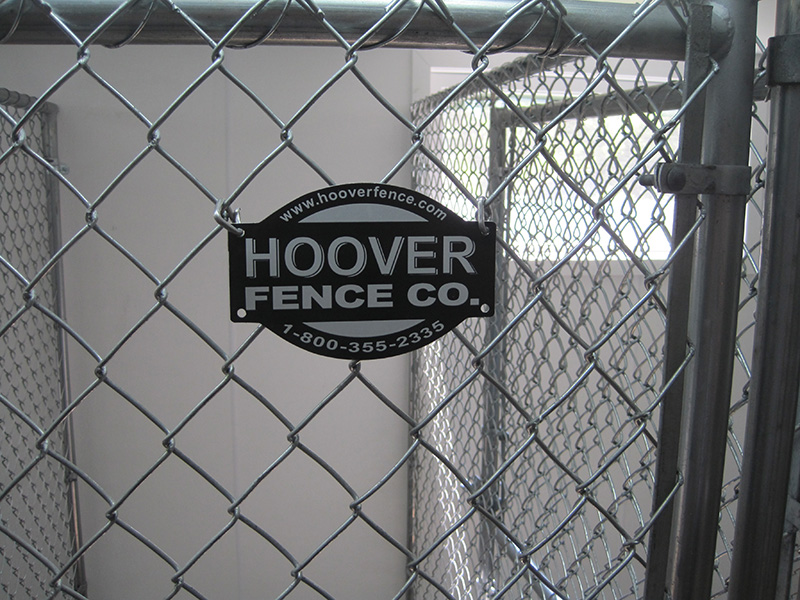 www.hooverfence.com
HOOVER
FENCE CO.
1-800-355-2335